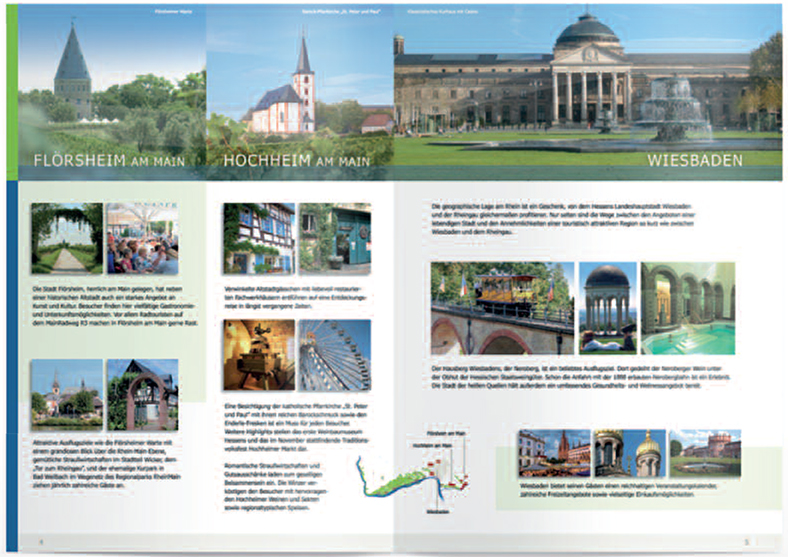 Flörsheimer Warte
Barock-Pfarrkirche „St. Peter und Paul“
Klassizistisches Kurhaus mit Casino
FLÖRSHEIM AM MAIN
HOCHHEIM AM MAIN
WIESBADEN
Die Stadt Flörsheim, herrlich am Main gelegen, hat neben
einer historischen Altstadt auch ein starkes Angebot an
Kunst und Kultur. Besucher finden hier vielfältige Gastronomie-
und Unterkunftsmöglichkeiten. Vor allem Radtouristen auf
dem MainRadweg R3 machen in Flörsheim am Main gerne Rast.
Attraktive Ausflugsziele wie die Flörsheimer Warte mit
einem grandiosen Blick über die Rhein Main Ebene,
gemütliche Straußwirtschaften im Stadtteil Wicker, dem
„Tor zum Rheingau“, und der ehemalige Kurpark in
Bad Weilbach im Wegenetz des Regionalparks RheinMain
ziehen jährlich zahlreiche Gäste an.
Verwinkelte Altstadtgässchen mit liebevoll restaurier-
ten Fachwerkhäusern entführen auf eine Entdeckungs-
reise in längst vergangene Zeiten.
Eine Besichtigung der katholische Pfarrkirche „St. Peter
und Paul“ mit ihrem reichen Barockschmuck sowie den
Enderle-Fresken ist ein Muss für jeden Besucher.
Weitere Highlights stellen das erste Weinbaumuseum
Hessens und das im November stattfindende Traditions-
volksfest Hochheimer Markt dar.
Romantische Straußwirtschaften und
Gutsausschänke laden zum geselligen
Beisammensein ein. Die Winzer ver-
köstigen den Besucher mit hervorragen-
den Hochheimer Weinen und Sekten
sowie regionaltypischen Speisen.
Die geographische Lage am Rhein ist ein Geschenk, von dem Hessens Landeshauptstadt Wiesbaden
und der Rheingau gleichermaßen profitieren. Nur selten sind die Wege zwischen den Angeboten einer
lebendigen Stadt und den Annehmlichkeiten einer touristisch attraktiven Region so kurz wie zwischen
Wiesbaden und dem Rheingau.
Der Hausberg Wiesbadens, der Neroberg, ist ein beliebtes Ausflugsziel. Dort gedeiht der Neroberger Wein unter
der Obhut der Hessischen Staatsweingüter. Schon die Anfahrt mit der 1888 erbauten Nerobergbahn ist ein Erlebnis.
Die Stadt der heißen Quellen hält außerdem ein umfassendes Gesundheits- und Wellnessangebot bereit.
Flörsheim am Main
Hochheim am Main
Wiesbaden
Wiesbaden bietet seinen Gästen einen reichhaltigen Veranstaltungskalender,
zahlreiche Freizeitangebote sowie vielseitige Einkaufsmöglichkeiten.
4
5